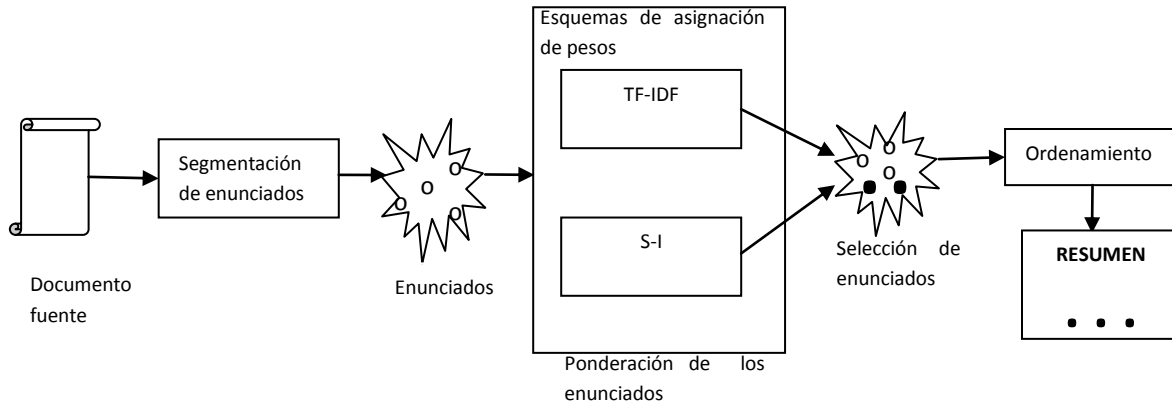 Documento
fuente
Segmentación
de enunciados
Enunciados
Esquemas de asignación
de pesos
TF-IDF
S-I
Ponderación de los
enunciados
Selección de
enunciados
Ordenamiento
RESUMEN